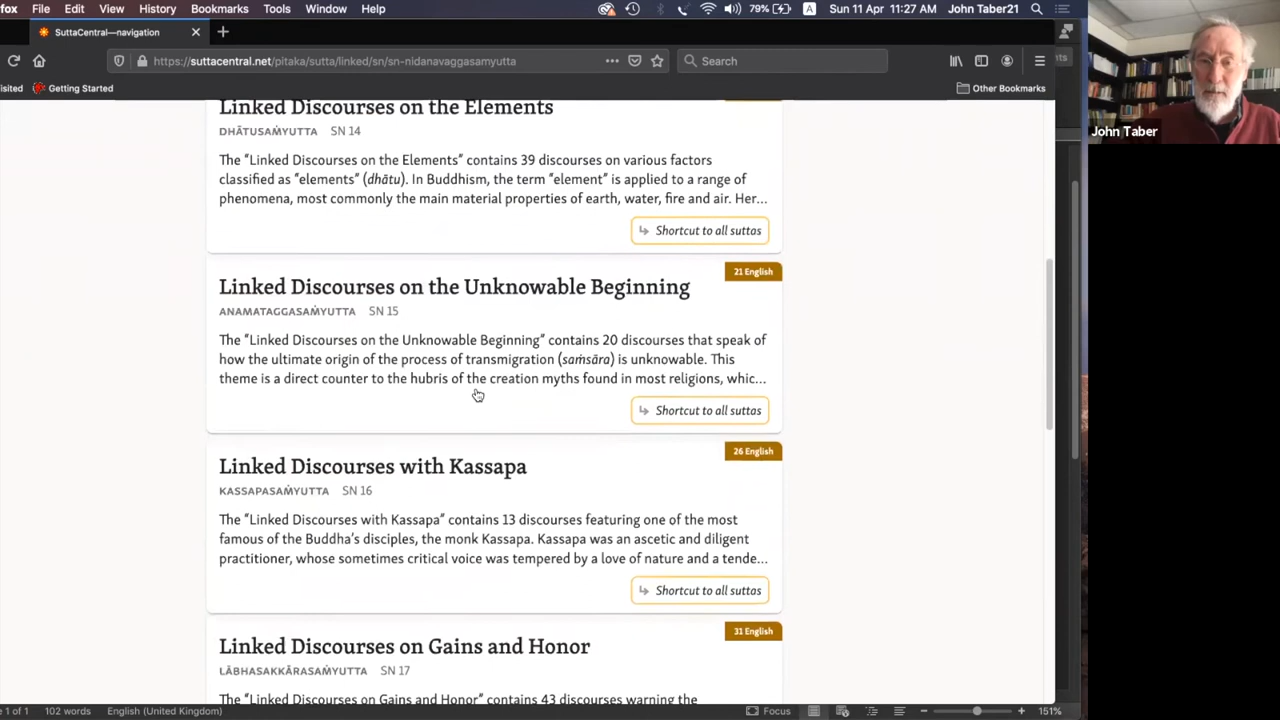 fox File Edit View History Bookmarks Tools Window Help 79% A Sun 11 Apr 11:27 AM John Taber21
SuttaCentral—navigation
https://suttacentral.net/pitaka/sutta/linked/sn/sn-nidanavaggasamyutta
Search
isited Getting Started Other Bookmarks
nts
John Taber
Linked Discourses on the Elements
DHĀTUSAṀYUTTA SN 14
The “Linked Discourses on the Elements” contains 39 discourses on various factors
classified as “elements” (dhātu). In Buddhism, the term “element” is applied to a range of
phenomena, most commonly the main material properties of earth, water, fire and air. Her...
Shortcut to all suttas
21 English
Linked Discourses on the Unknowable Beginning
ANAMATAGGASAṀYUTTA SN 15
The “Linked Discourses on the Unknowable Beginning” contains 20 discourses that speak of
how the ultimate origin of the process of transmigration (saṁsāra) is unknowable. This
theme is a direct counter to the hubris of the creation myths found in most religions, whic...
Shortcut to all suttas
26 English
Linked Discourses with Kassapa
KASSAPASAṀYUTTA SN 16
The “Linked Discourses with Kassapa” contains 13 discourses featuring one of the most
famous of the Buddha’s disciples, the monk Kassapa. Kassapa was an ascetic and diligent
practitioner, whose sometimes critical voice was tempered by a love of nature and a tende...
Shortcut to all suttas
31 English
Linked Discourses on Gains and Honor
LĀBHASAKKĀRASAṀYUTTA SN 17
The “Linked Discourses on Gains and Honor” contains 43 discourses warning the
e 1 of 1 102 words English (United Kingdom) Focus 151%